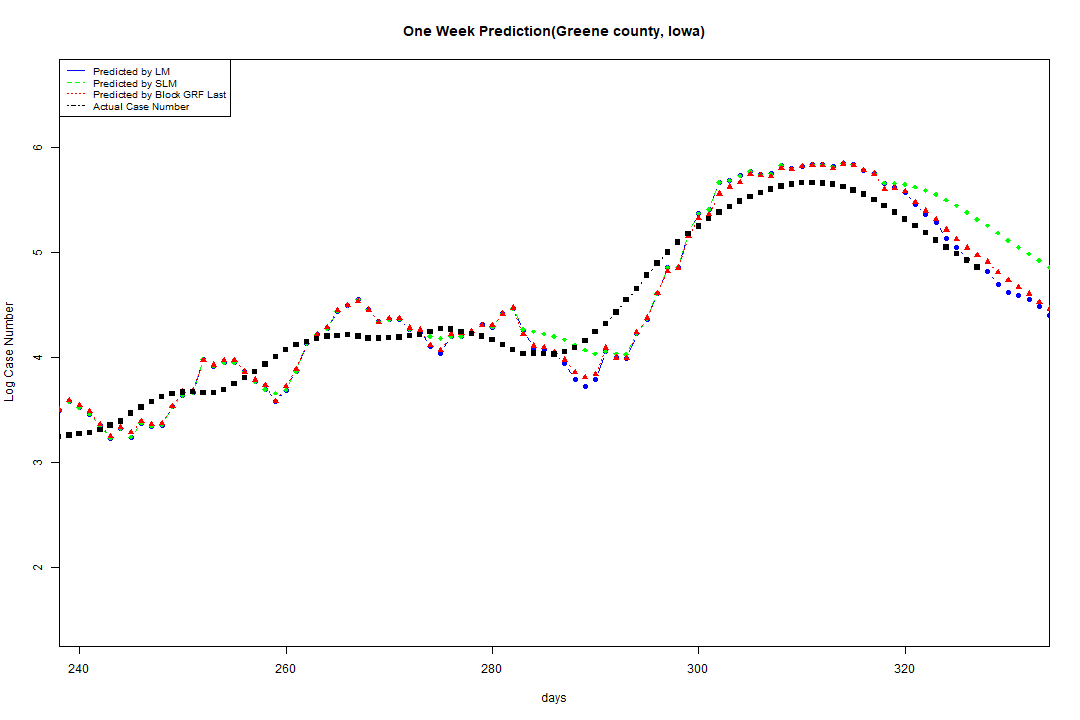 One Week Prediction(Greene county, Iowa)
Predicted by LM
Predicted by SLM
Predicted by Block GRF Last
Actual Case Number
6
5
4
3
2
Log Case Number
240 260 280 300 320
days